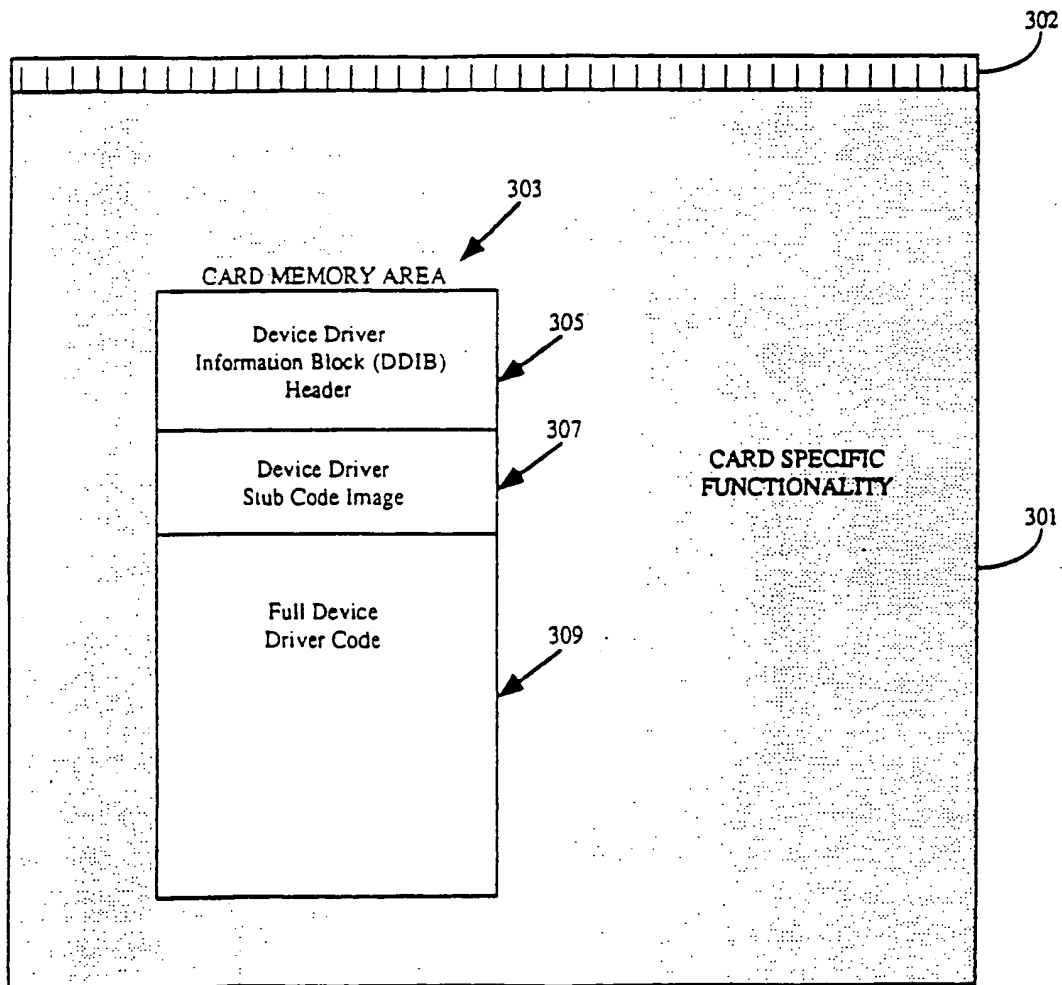 302
303
CARD MEMORY AREA
Device Driver
Information Block (DDIB)
Header
305
307
Device Driver
Stub Code Image
CARD SPECIFIC
FUNCTIONALITY
301
Full Device
Driver Code
309